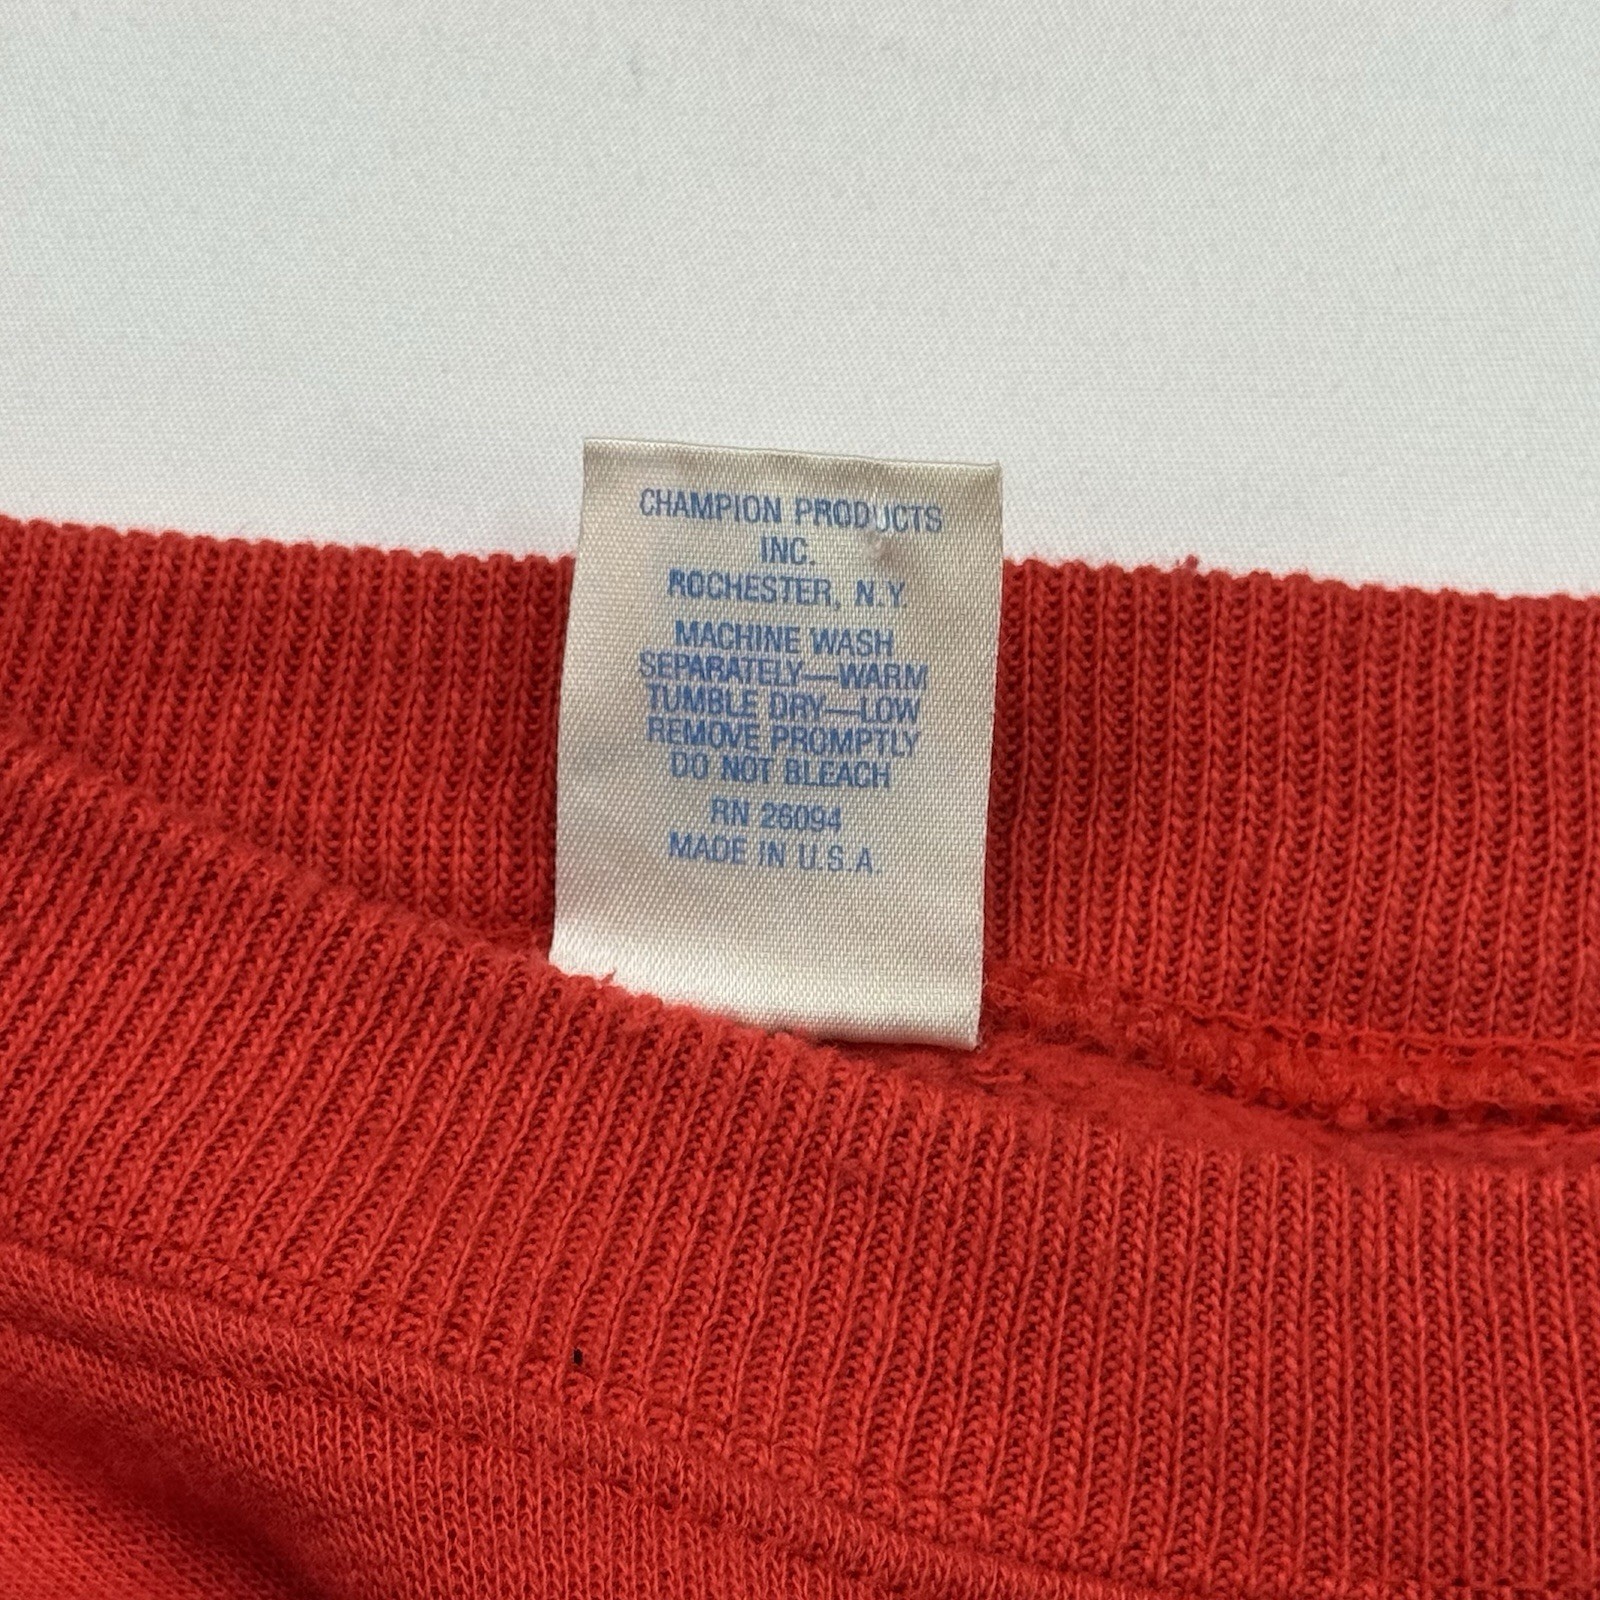 CHAMPION PRODUCTS
INC.
ROCHESTER, N.Y.
MACHINE WASH
SEPARATELY—WARM
TUMBLE DRY—LOW
REMOVE PROMPTLY
DO NOT BLEACH
RN 26094
MADE IN U.S.A.